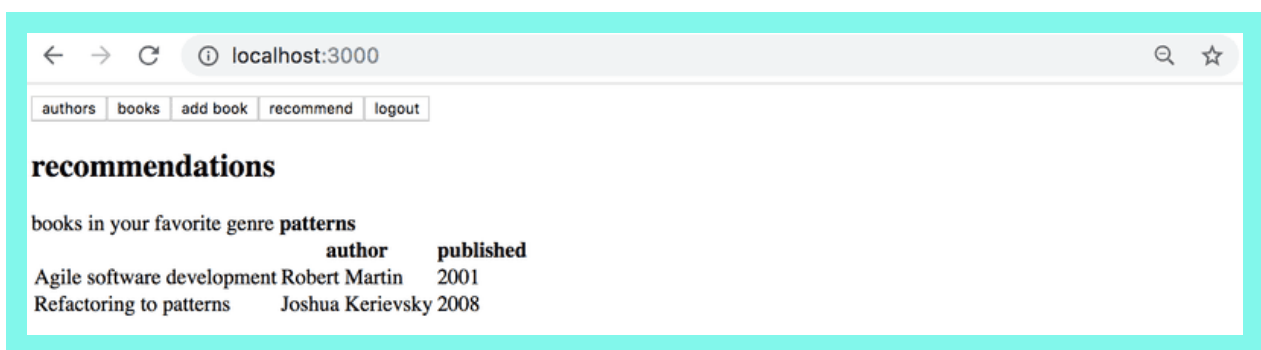 localhost:3000
authors books add book recommend logout
recommendations
books in your favorite genre patterns
author published
Agile software development Robert Martin 2001
Refactoring to patterns Joshua Kerievsky 2008